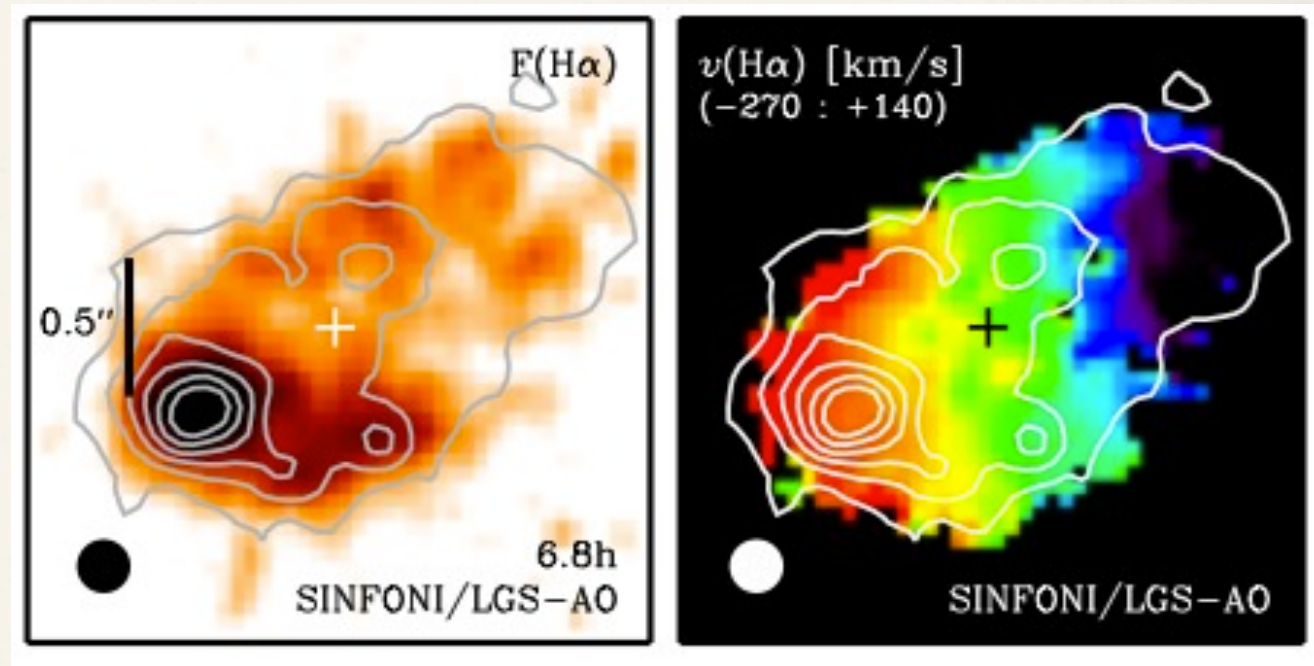 F(Hα)
0.5″
6.8h
SINFONI/LGS−AO
υ(Hα) [km/s]
(−270 : +140)
SINFONI/LGS−AO